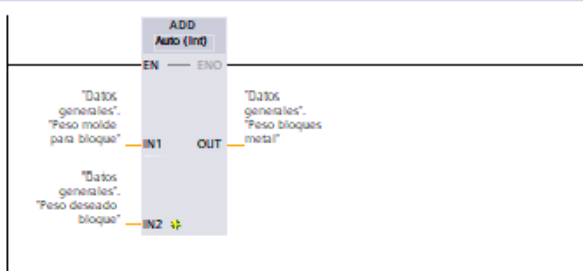 ADD
Auto (Int)
EN
ENO
"Datos
generales".
"Peso molde
para bloque"
IN1
OUT
"Datos
generales".
"Peso bloques
metal"
"Datos
generales".
"Peso deseado
bloque"
IN2